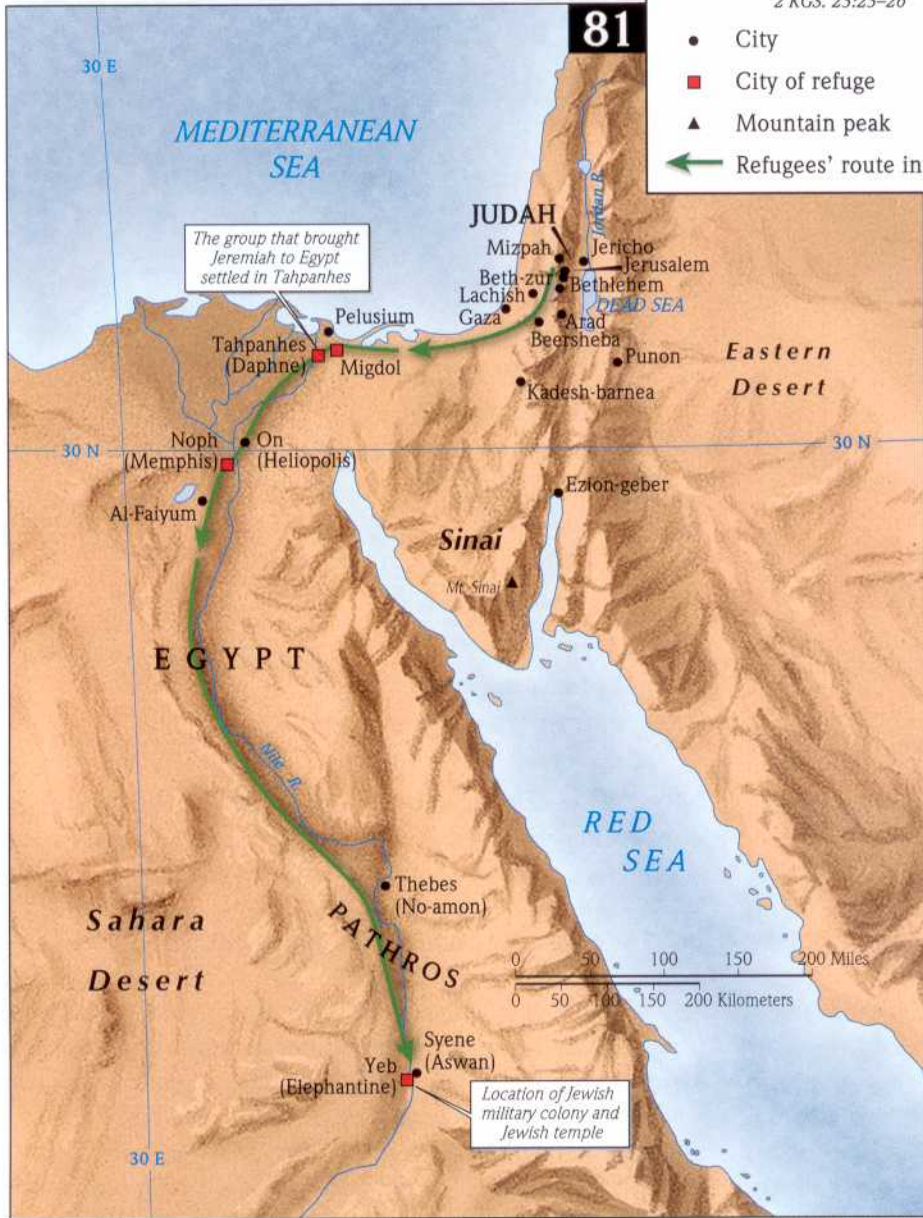 81
2 KGS. 25:25–26
City
City of refuge
Mountain peak
Refugees' route in
30 E
MEDITERRANEAN
SEA
JUDAH
Jordan R.
Mizpah
Jericho
Jerusalem
Beth-zur
Bethlehem
Lachish
DEAD SEA
Gaza
Arad
Beersheba
The group that brought
Jeremiah to Egypt
settled in Tahpanhes
Pelusium
Tahpanhes
(Daphne)
Migdol
Punon
Eastern
Desert
Kadesh-barnea
30 N
Noph
(Memphis)
On
(Heliopolis)
30 N
Al-Faiyum
Ezion-geber
Sinai
Mt. Sinai
EGYPT
Nile R.
RED
SEA
Thebes
(No-amon)
Sahara
Desert
PATHROS
0 50 100 150 200 Miles
0 50 100 150 200 Kilometers
Syene
(Aswan)
Yeb
(Elephantine)
Location of Jewish
military colony and
Jewish temple
30 E